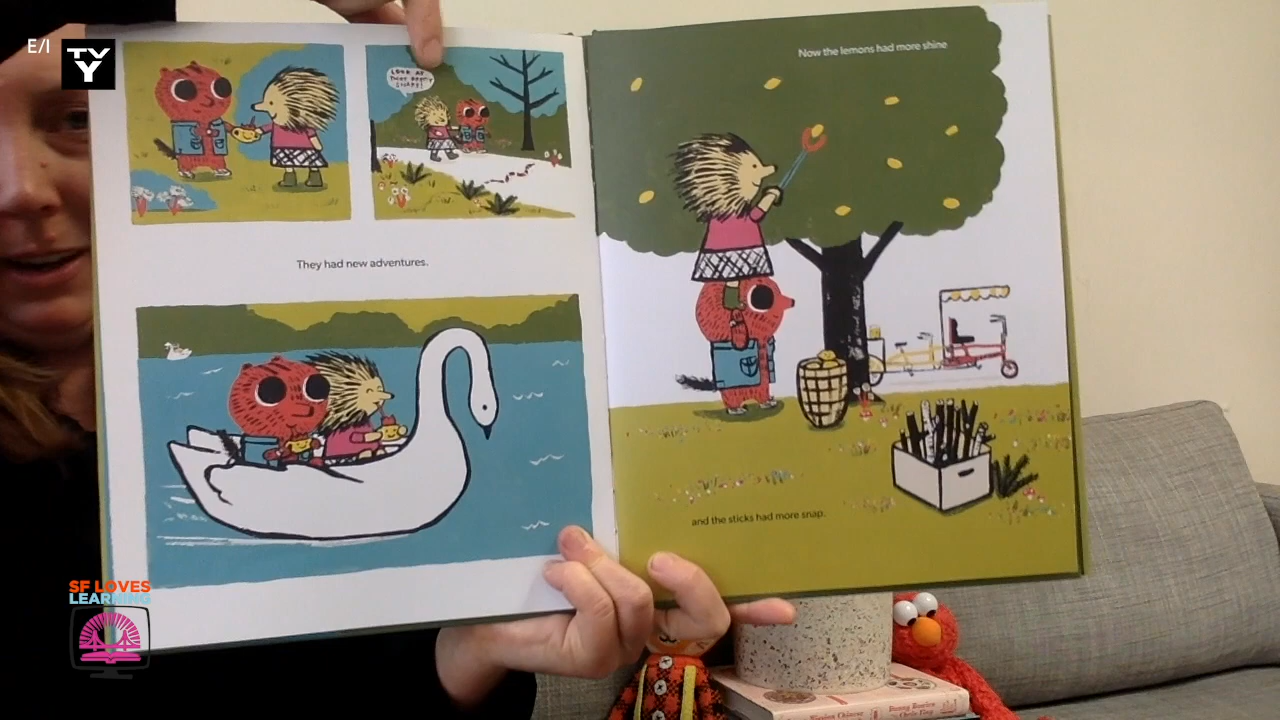 E/I
TV
Y
LOOK AT
THAT PRETTY
SNAKE!
They had new adventures.
Now the lemons had more shine
and the sticks had more snap.
SF LOVES
LEARNING